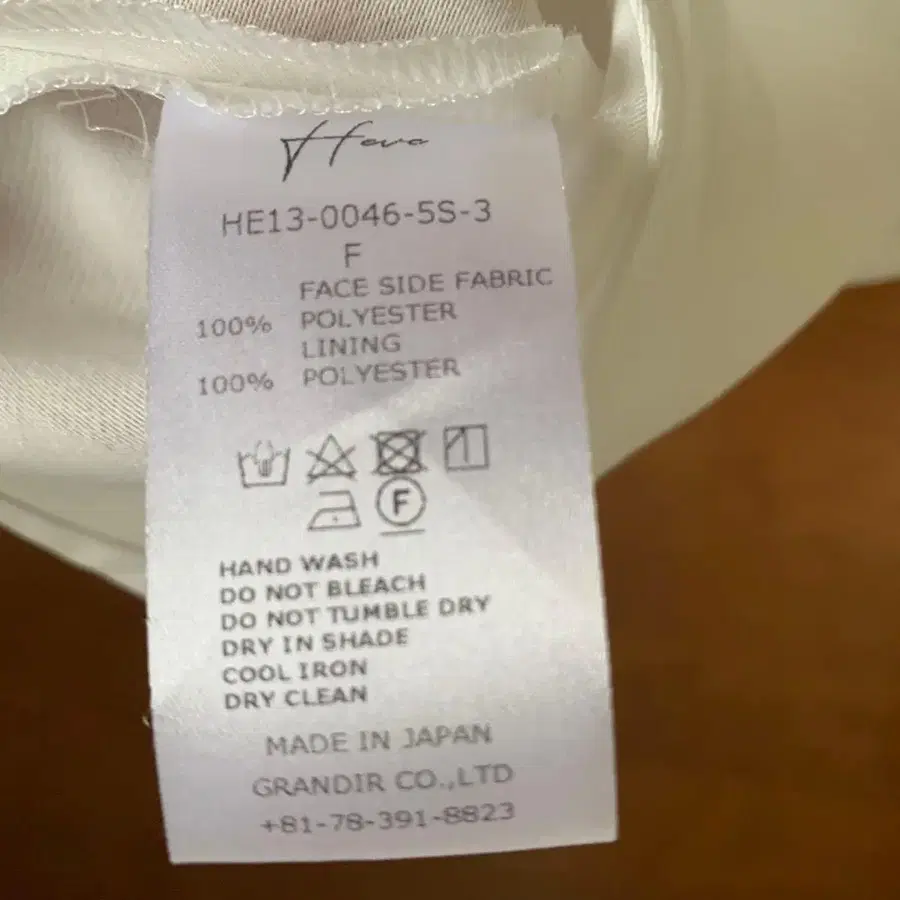 HE13-0046-5S-3
F
FACE SIDE FABRIC
100% POLYESTER
LINING
100% POLYESTER
F
HAND WASH
DO NOT BLEACH
DO NOT TUMBLE DRY
DRY IN SHADE
COOL IRON
DRY CLEAN
MADE IN JAPAN
GRANDIR CO.,LTD
+81-78-391-8823